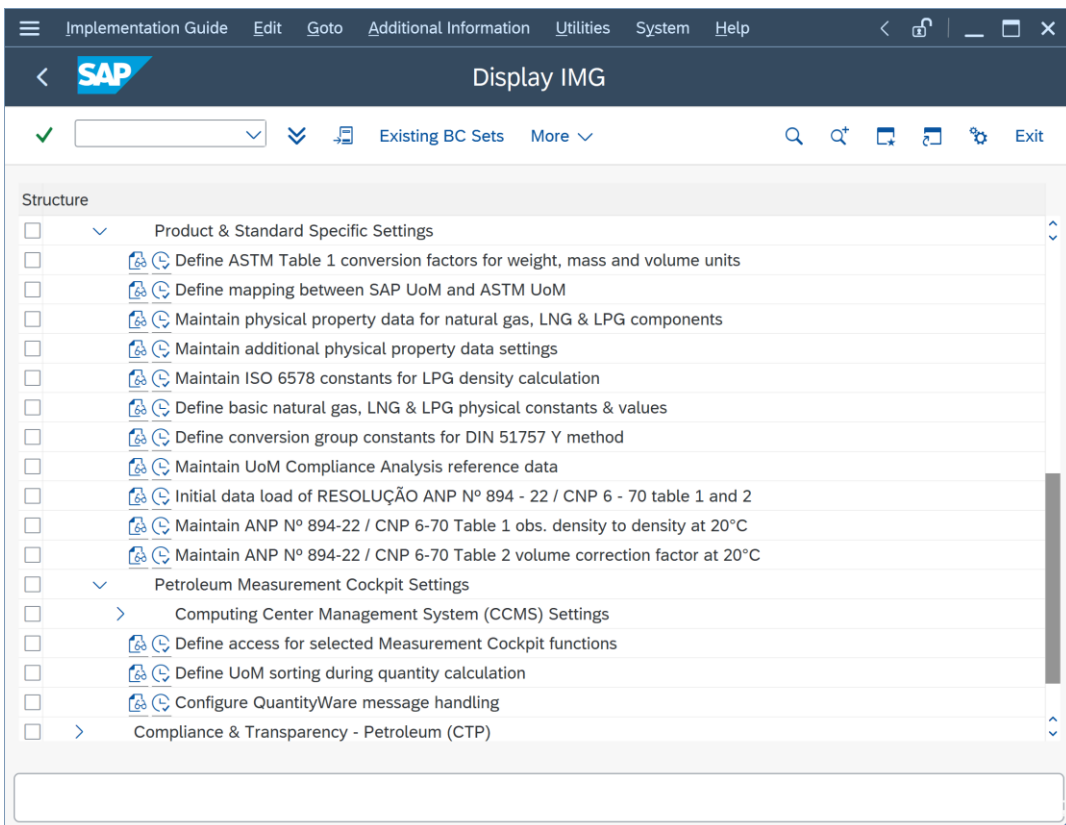 Implementation Guide Edit Goto Additional Information Utilities System Help
SAP Display IMG
Existing BC Sets More Exit
Structure
Product & Standard Specific Settings
Define ASTM Table 1 conversion factors for weight, mass and volume units
Define mapping between SAP UoM and ASTM UoM
Maintain physical property data for natural gas, LNG & LPG components
Maintain additional physical property data settings
Maintain ISO 6578 constants for LPG density calculation
Define basic natural gas, LNG & LPG physical constants & values
Define conversion group constants for DIN 51757 Y method
Maintain UoM Compliance Analysis reference data
Initial data load of RESOLUÇÃO ANP Nº 894 - 22 / CNP 6 - 70 table 1 and 2
Maintain ANP Nº 894-22 / CNP 6-70 Table 1 obs. density to density at 20°C
Maintain ANP Nº 894-22 / CNP 6-70 Table 2 volume correction factor at 20°C
Petroleum Measurement Cockpit Settings
Computing Center Management System (CCMS) Settings
Define access for selected Measurement Cockpit functions
Define UoM sorting during quantity calculation
Configure QuantityWare message handling
Compliance & Transparency - Petroleum (CTP)